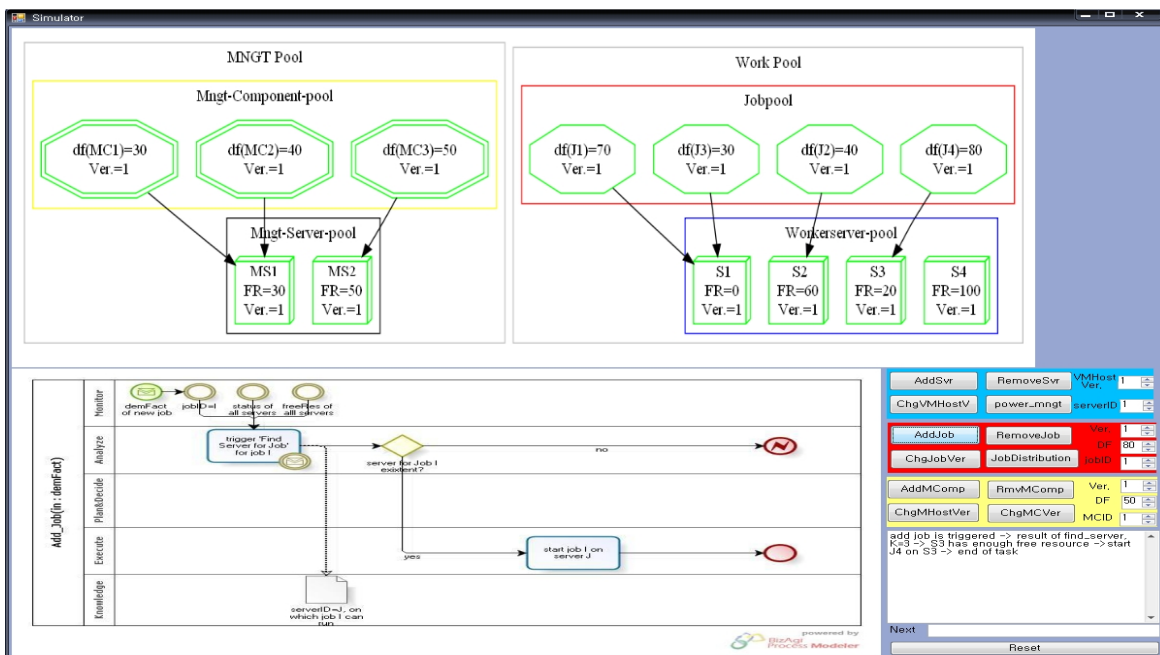 Simulator
MNGT Pool
Mngt-Component-pool
df(MC1)=30
Ver.=1
df(MC2)=40
Ver.=1
df(MC3)=50
Ver.=1
Mngt-Server-pool
MS1
FR=30
Ver.=1
MS2
FR=50
Ver.=1
Work Pool
Jobpool
df(J1)=70
Ver.=1
df(J3)=30
Ver.=1
df(J2)=40
Ver.=1
df(J4)=80
Ver.=1
Workerserver-pool
S1
FR=0
Ver.=1
S2
FR=60
Ver.=1
S3
FR=20
Ver.=1
S4
FR=100
Ver.=1
Add_Job(in : demFact)
Monitor
demFact
of new job
jobID=I
status of
all servers
freeRes of
alll servers
Analyze
trigger 'Find
Server for Job'
for job I
server for Job I
existent?
no
Plan&Decide
Execute
yes
start job I on
server J
Knowledge
serverID=J, on
which job I can
run
powered by
BizAgi
Process Modeler
AddSvr
RemoveSvr
VMHost
Ver,
1
ChgVMHostV
power_mngt
serverID
1
AddJob
RemoveJob
Ver,
1
DF
80
ChgJobVer
JobDistribution
JobID
1
AddMComp
RmvMComp
Ver,
1
DF
50
ChgMHostVer
ChgMCVer
MCID
1
add job is triggered -> result of find_server,
K=3 -> S3 has enough free resource ->start
J4 on S3 -> end of task
Next
Reset